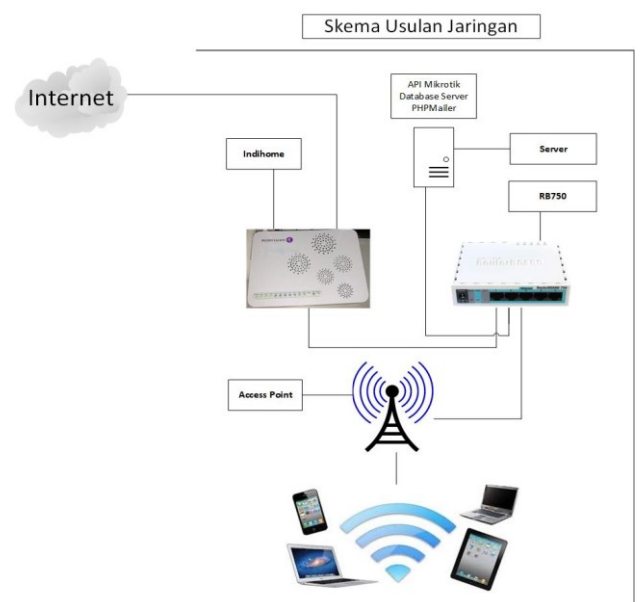 Skema Usulan Jaringan
Internet
API Mikrotik
Database Server
PHPMailer
Indihome
Server
RB750
Access Point